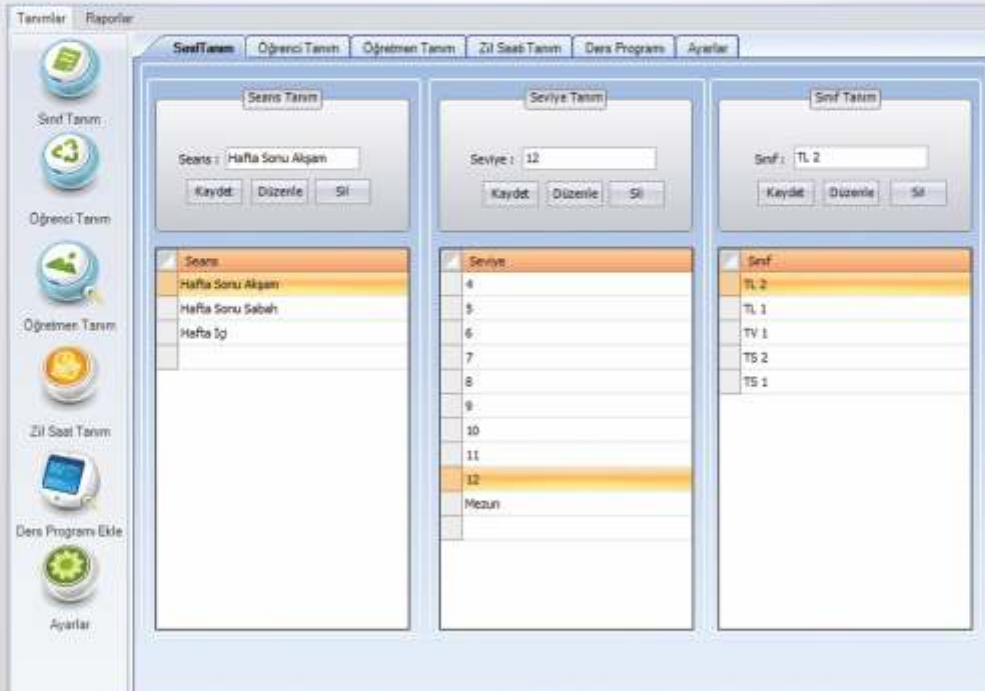 Tanımlar Raporlar
Sınıf Tanım
Öğrenci Tanım
Öğretmen Tanım
Zil Saat Tanım
Ders Programı Ekle
Ayarlar
SınıfTanım Öğrenci Tanım Öğretmen Tanım Zil Saati Tanım Ders Programı Ayarlar
Seans Tanım
Seans : Hafta Sonu Akşam
Kaydet Düzenle Sil
Seans
Hafta Sonu Akşam
Hafta Sonu Sabah
Hafta İçi
Seviye Tanım
Seviye : 12
Kaydet Düzenle Sil
Seviye
4
5
6
7
8
9
10
11
12
Mezun
Sınıf Tanım
Sınıf : TL 2
Kaydet Düzenle Sil
Sınıf
TL 2
TL 1
TV 1
TS 2
TS 1